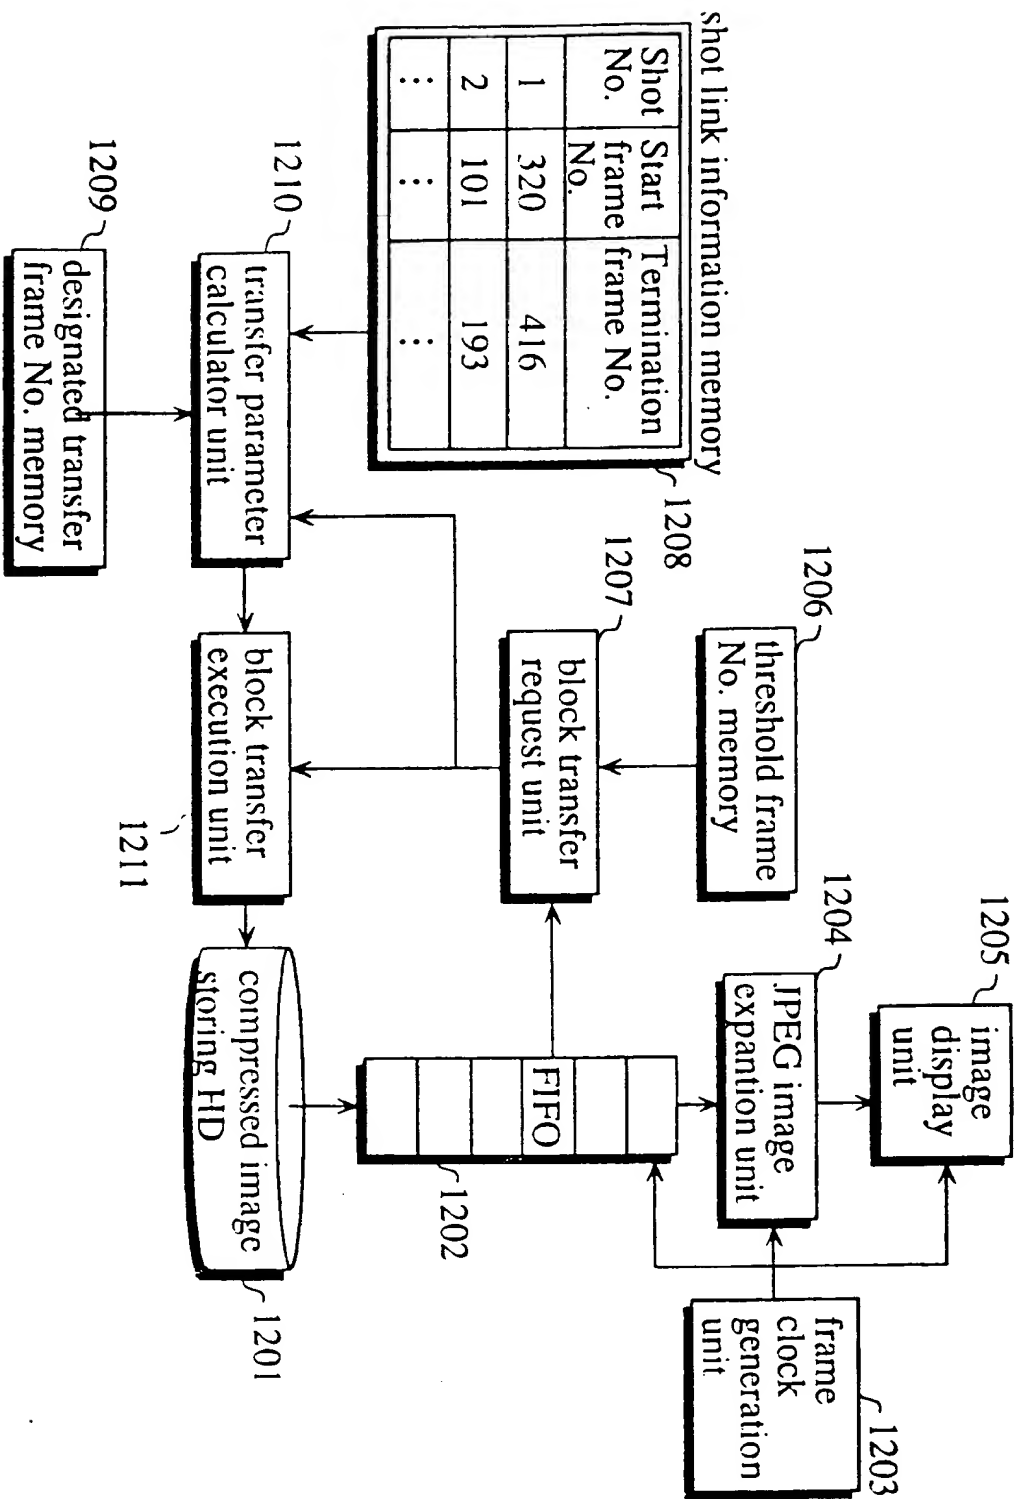 shot link information memory
Shot No.
Start frame No.
Termination frame No.
1
320
416
2
101
193
⋮
⋮
⋮
1208
1210
transfer parameter
calculator unit
1209
designated transfer
frame No. memory
1206
threshold frame
No. memory
1207
block transfer
request unit
block transfer
execution unit
1211
1205
image
display
unit
1204
JPEG image
expantion unit
FIFO
1202
compressed image
storing HD
1201
frame
clock
generation
unit
1203